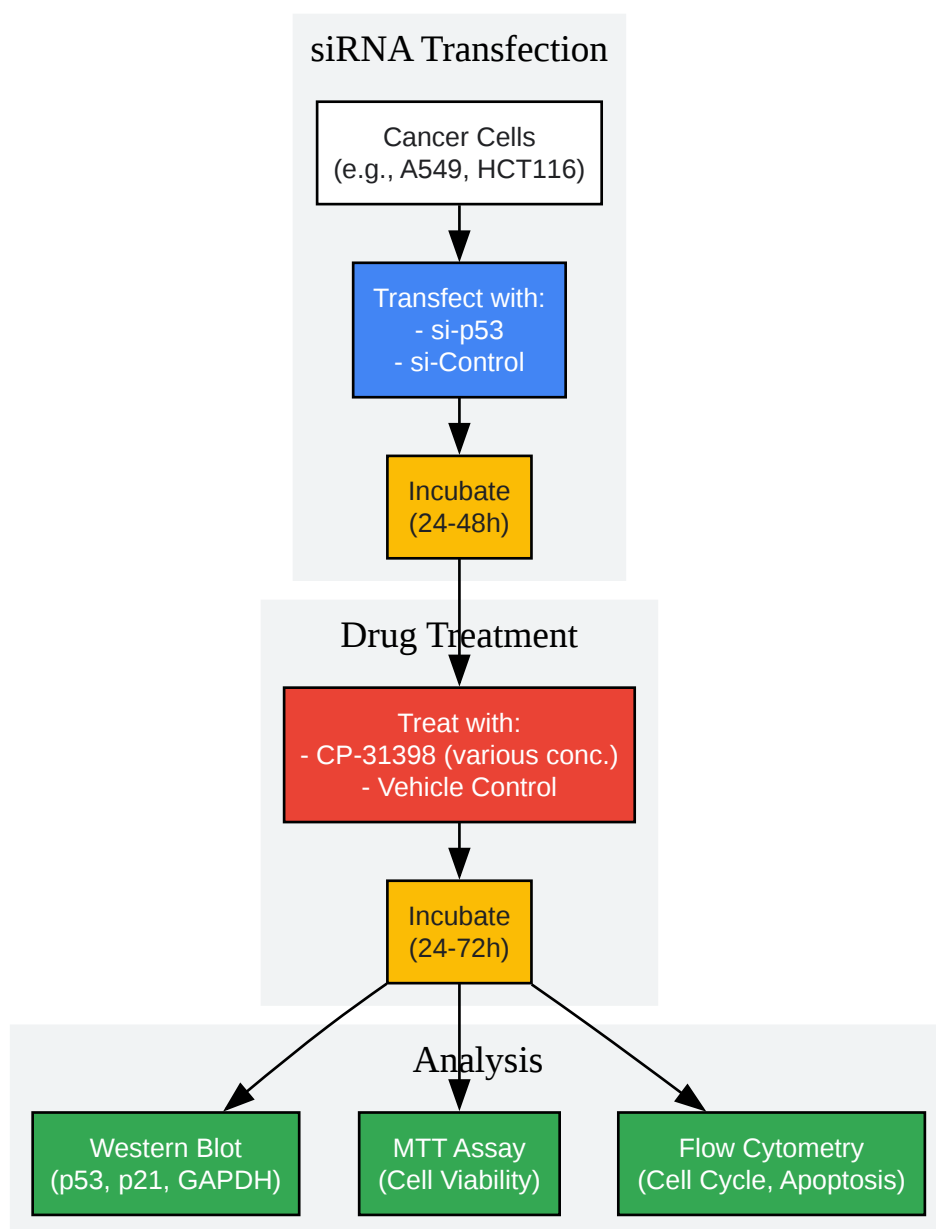 siRNA Transfection
Cancer Cells
(e.g., A549, HCT116)
Transfect with:
- si-p53
- si-Control
Incubate
(24-48h)
Drug Treatment
Treat with:
- CP-31398 (various conc.)
- Vehicle Control
Incubate
(24-72h)
Analysis
Western Blot
(p53, p21, GAPDH)
MTT Assay
(Cell Viability)
Flow Cytometry
(Cell Cycle, Apoptosis)